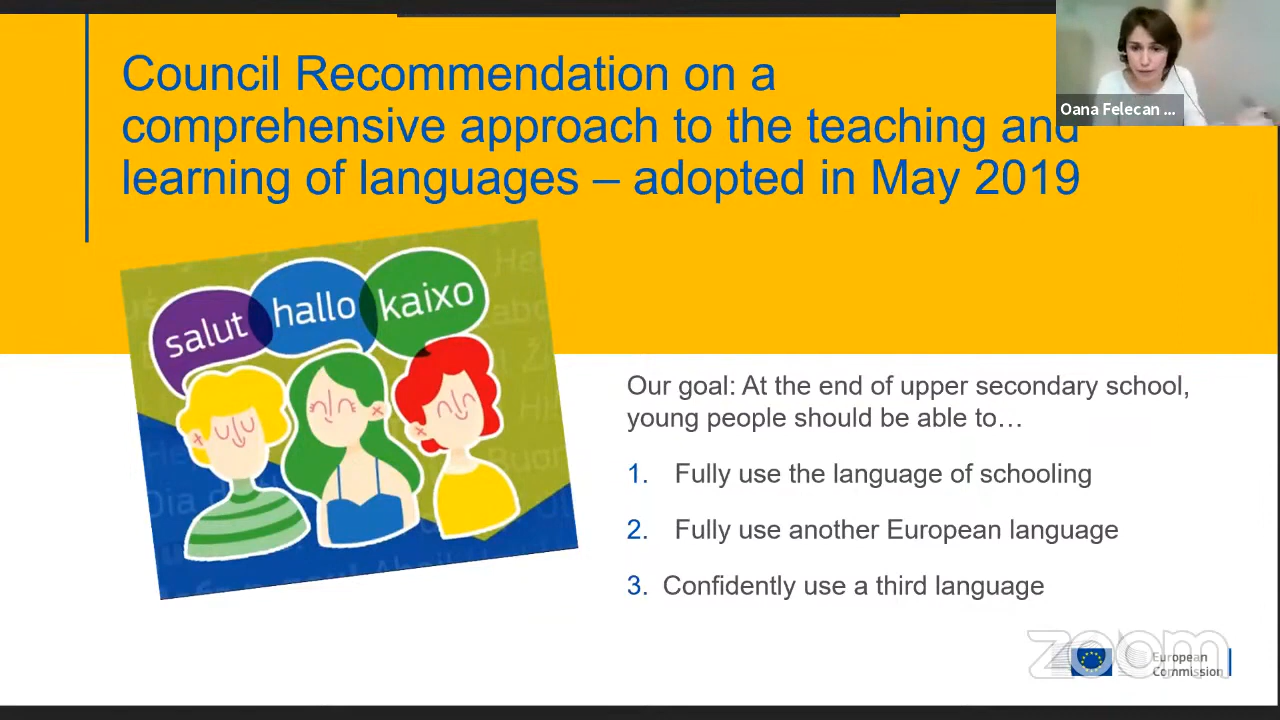 Council Recommendation on a
comprehensive approach to the teaching and
learning of languages – adopted in May 2019
Oana Felecan ...
salut
hallo
kaixo
Our goal: At the end of upper secondary school,
young people should be able to…
1. Fully use the language of schooling
2. Fully use another European language
3. Confidently use a third language
zoom
European
Commission